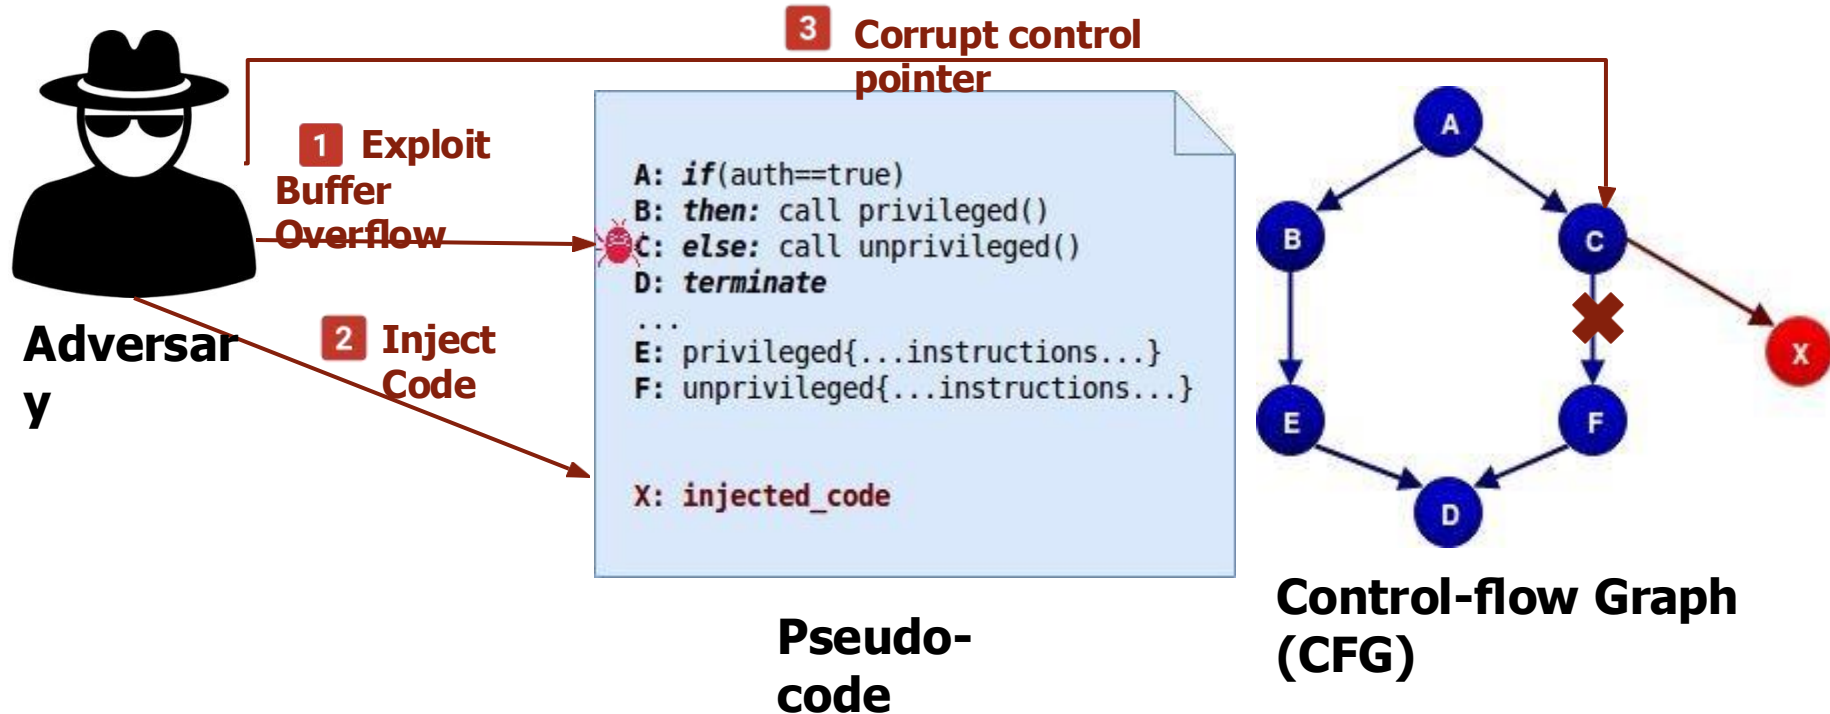 3 Corrupt control
pointer
1 Exploit
Buffer
Overflow
2 Inject
Code
Adversar
y
A: if(auth==true)
B: then: call privileged()
C: else: call unprivileged()
D: terminate
...
E: privileged{...instructions...}
F: unprivileged{...instructions...}
X: injected_code
Pseudo-
code
A
B
C
X
E
F
D
Control-flow Graph
(CFG)